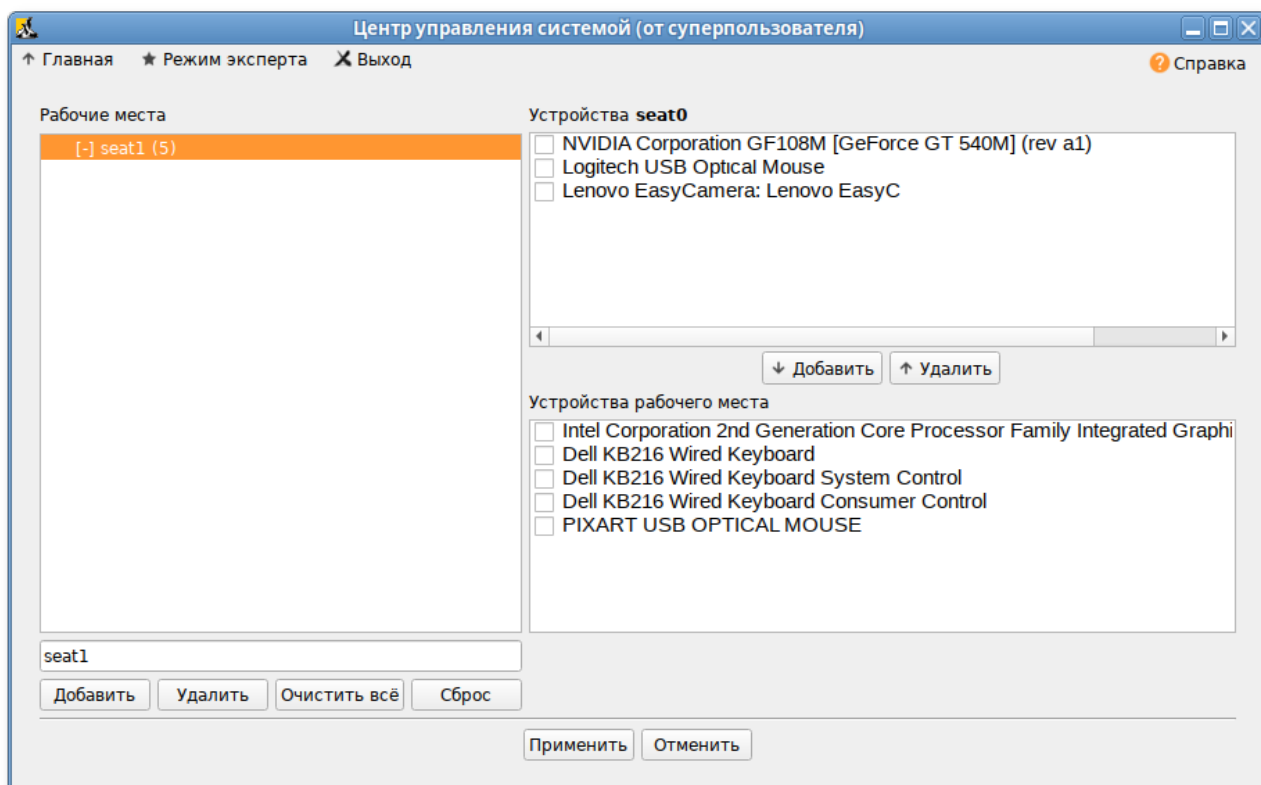 Центр управления системой (от суперпользователя)
Главная Режим эксперта Выход Справка
Рабочие места
[-] seat1 (5)
seat1
Добавить Удалить Очистить всё Сброс
Устройства seat0
NVIDIA Corporation GF108M [GeForce GT 540M] (rev a1)
Logitech USB Optical Mouse
Lenovo EasyCamera: Lenovo EasyC
Добавить Удалить
Устройства рабочего места
Intel Corporation 2nd Generation Core Processor Family Integrated Graphi
Dell KB216 Wired Keyboard
Dell KB216 Wired Keyboard System Control
Dell KB216 Wired Keyboard Consumer Control
PIXART USB OPTICAL MOUSE
Применить Отменить